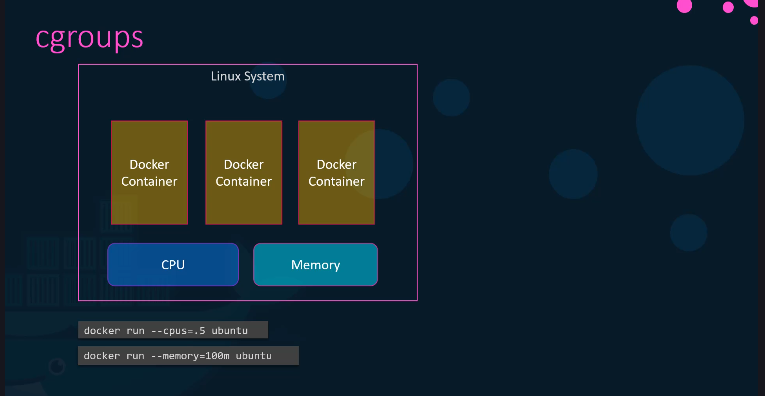 cgroups
Linux System
Docker
Container
Docker
Container
Docker
Container
CPU
Memory
docker run --cpus=.5 ubuntu
docker run --memory=100m ubuntu